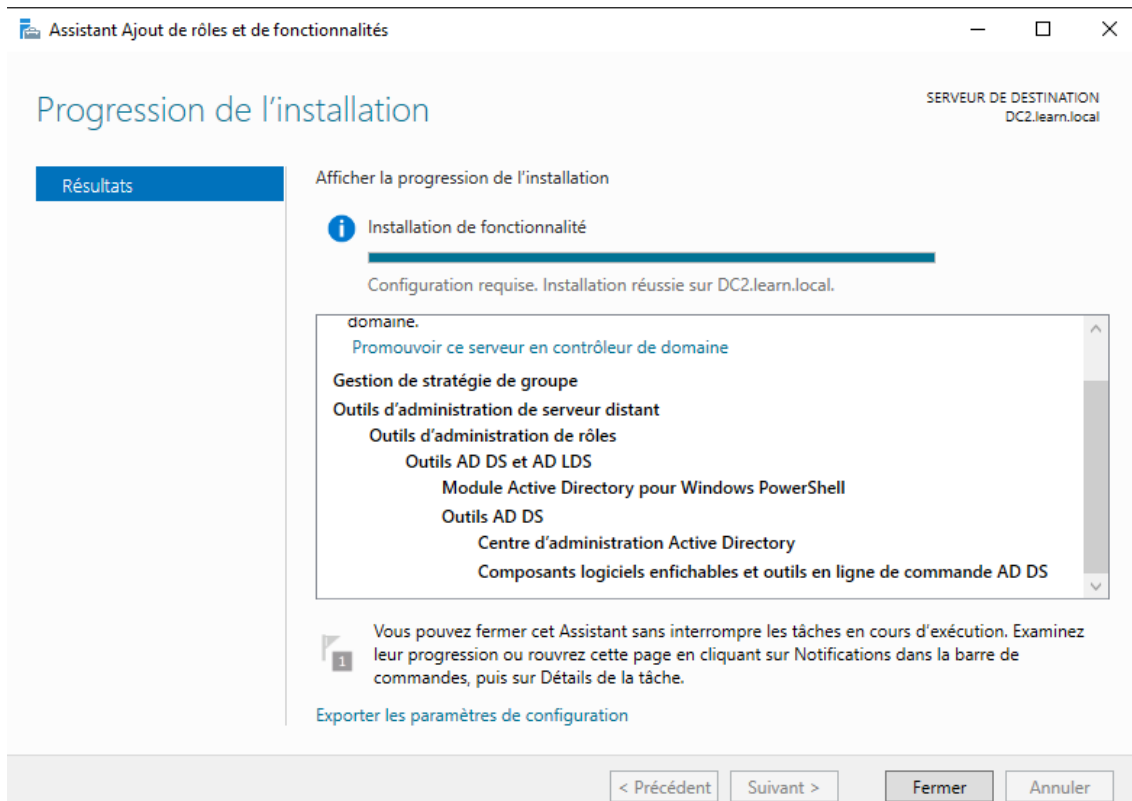 Assistant Ajout de rôles et de fonctionnalités
Progression de l’installation
SERVEUR DE DESTINATION
DC2.learn.local
Résultats
Afficher la progression de l’installation
Installation de fonctionnalité
Configuration requise. Installation réussie sur DC2.learn.local.
domaine.
Promouvoir ce serveur en contrôleur de domaine
Gestion de stratégie de groupe
Outils d’administration de serveur distant
Outils d’administration de rôles
Outils AD DS et AD LDS
Module Active Directory pour Windows PowerShell
Outils AD DS
Centre d’administration Active Directory
Composants logiciels enfichables et outils en ligne de commande AD DS
1
Vous pouvez fermer cet Assistant sans interrompre les tâches en cours d’exécution. Examinez
leur progression ou rouvrez cette page en cliquant sur Notifications dans la barre de
commandes, puis sur Détails de la tâche.
Exporter les paramètres de configuration
< Précédent
Suivant >
Fermer
Annuler